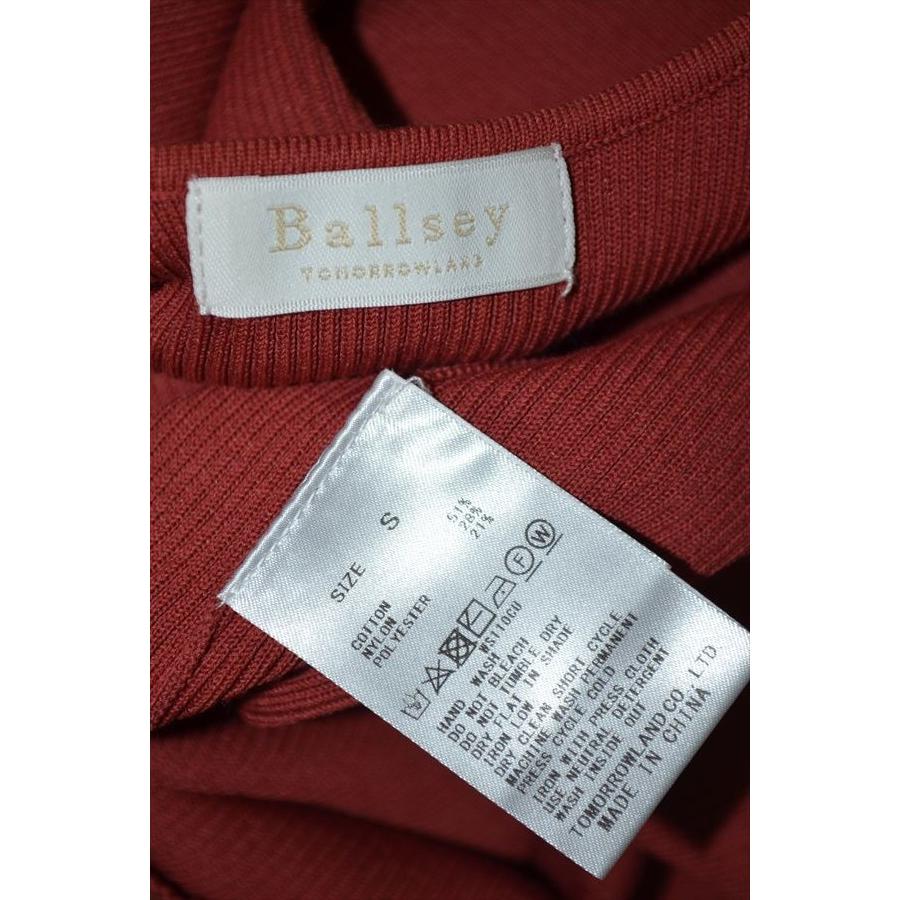 Ballsey
TOMORROWLAND
SIZE S
COTTON 51%
NYLON 28%
POLYESTER 21%
F W
WST10GU
HAND WASH
DO NOT BLEACH
DO NOT TUMBLE DRY
DRY FLAT IN SHADE
IRON LOW
DRY CLEAN SHORT CYCLE
MACHINE WASH PERMANENT
PRESS CYCLE COLD
IRON WITH PRESS CLOTH
USE NEUTRAL DETERGENT
WASH INSIDE OUT
TOMORROWLAND CO. LTD
MADE IN CHINA